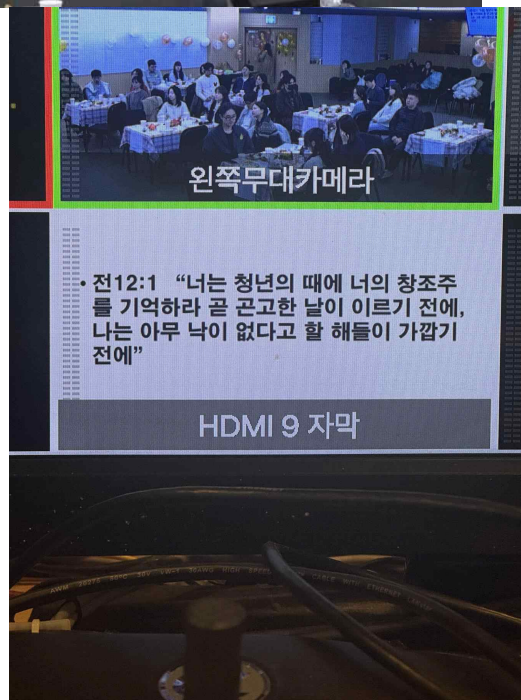 왼쪽무대카메라
• 전12:1 “너는 청년의 때에 너의 창조주
를 기억하라 곧 곤고한 날이 이르기 전에,
나는 아무 낙이 없다고 할 해들이 가깝기
전에”
HDMI 9 자막